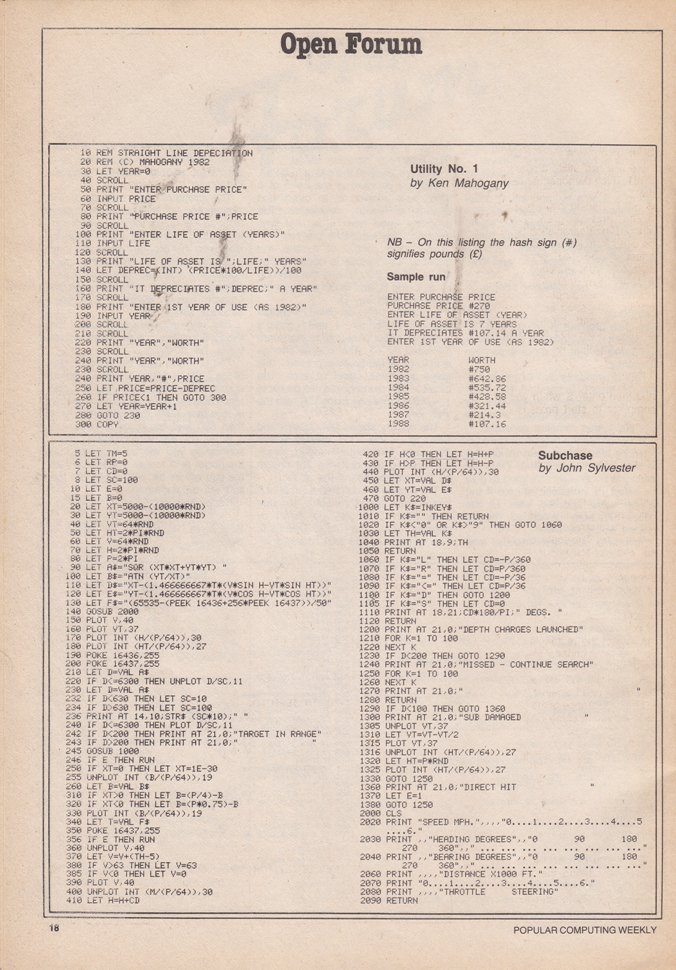 Open Forum
10 REM STRAIGHT LINE DEPECIATION
20 REM (C) MAHOGANY 1982
30 LET YEAR=0
40 SCROLL
50 PRINT "ENTER PURCHASE PRICE"
60 INPUT PRICE
70 SCROLL
80 PRINT "PURCHASE PRICE #";PRICE
90 SCROLL
100 PRINT "ENTER LIFE OF ASSET (YEARS)"
110 INPUT LIFE
120 SCROLL
130 PRINT "LIFE OF ASSET IS ";LIFE;" YEARS"
140 LET DEPREC=(INT) (PRICE*100/LIFE))/100
150 SCROLL
160 PRINT "IT DEPRECIATES #";DEPREC;" A YEAR"
170 SCROLL
180 PRINT "ENTER 1ST YEAR OF USE (AS 1982)"
190 INPUT YEAR
200 SCROLL
210 SCROLL
220 PRINT "YEAR","WORTH"
230 SCROLL
240 PRINT "YEAR","WORTH"
230 SCROLL
240 PRINT YEAR,"#",PRICE
250 LET PRICE=PRICE-DEPREC
260 IF PRICE<1 THEN GOTO 300
270 LET YEAR=YEAR+1
280 GOTO 230
300 COPY
Utility No. 1
by Ken Mahogany
NB – On this listing the hash sign (#)
signifies pounds (£)
Sample run
ENTER PURCHASE PRICE
PURCHASE PRICE #270
ENTER LIFE OF ASSET (YEAR)
LIFE OF ASSET IS 7 YEARS
IT DEPRECIATES #107.14 A YEAR
ENTER 1ST YEAR OF USE (AS 1982)
YEAR WORTH
1982 #750
1983 #642.86
1984 #535.72
1985 #428.58
1986 #321.44
1987 #214.3
1988 #107.16
5 LET TM=5
6 LET RP=0
7 LET CD=0
8 LET SC=100
10 LET E=0
15 LET B=0
20 LET XT=5000-(10000*RND)
30 LET YT=5000-(10000*RND)
40 LET VT=64*RND
50 LET HT=2*PI*RND
60 LET V=64*RND
70 LET H=2*PI*RND
80 LET P=2*PI
90 LET A$="SQR (XT*XT+YT*YT) "
100 LET B$="ATN (YT/XT)"
110 LET D$="XT-(1.466666667*T*(V*SIN H-YT*SIN HT))"
120 LET E$="YT-(1.466666667*T*(V*COS H-VT*COS HT))"
130 LET F$="(65535-(PEEK 16436+256*PEEK 16437))/50"
140 GOSUB 2000
150 PLOT V,40
160 PLOT VT,37
170 PLOT INT (H/(P/64)),30
180 PLOT INT (HT/(P/64)),27
190 POKE 16436,255
200 POKE 16437,255
210 LET D=VAL A$
220 IF D<=6300 THEN UNPLOT D/SC,11
230 LET D=VAL A$
232 IF D<630 THEN LET SC=10
234 IF D>630 THEN LET SC=100
236 PRINT AT 14,10;STR$ (SC*10);" "
240 IF D<=6300 THEN PLOT D/SC,11
242 IF D<200 THEN PRINT AT 21,0;"TARGET IN RANGE"
243 IF D>200 THEN PRINT AT 21,0;" "
245 GOSUB 1000
246 IF E THEN RUN
250 IF XT=0 THEN LET XT=1E-30
255 UNPLOT INT (B/(P/64)),19
260 LET B=VAL B$
310 IF XT>0 THEN LET B=(P/4)-B
320 IF XT<0 THEN LET B=(P*0.75)-B
330 PLOT INT (B/(P/64)),19
340 LET T=VAL F$
350 POKE 16437,255
356 IF E THEN RUN
360 UNPLOT V,40
370 LET V=V+(TH-5)
380 IF V>63 THEN LET V=63
385 IF V<0 THEN LET V=0
390 PLOT V,40
400 UNPLOT INT (M/(P/64)),30
410 LET H=H+CD
420 IF H<0 THEN LET H=H+P
430 IF H>P THEN LET H=H-P
440 PLOT INT (H/(P/64)),30
450 LET XT=VAL D$
460 LET YT=VAL E$
470 GOTO 220
1000 LET K$=INKEY$
1010 IF K$="" THEN RETURN
1020 IF K$<"0" OR K$>"9" THEN GOTO 1060
1030 LET TH=VAL K$
1040 PRINT AT 18,9;TH
1050 RETURN
1060 IF K$="L" THEN LET CD=-P/360
1070 IF K$="R" THEN LET CD=P/360
1080 IF K$="=" THEN LET CD=-P/36
1090 IF K$="<=" THEN LET CD=P/36
1100 IF K$="D" THEN GOTO 1200
1105 IF K$="S" THEN LET CD=0
1110 PRINT AT 18,21;CD*180/PI;" DEGS. "
1120 RETURN
1200 PRINT AT 21,0;"DEPTH CHARGES LAUNCHED"
1210 FOR K=1 TO 100
1220 NEXT K
1230 IF D<200 THEN GOTO 1290
1240 PRINT AT 21,0;"MISSED - CONTINUE SEARCH"
1250 FOR K=1 TO 100
1260 NEXT K
1270 PRINT AT 21,0;" "
1280 RETURN
1290 IF D<100 THEN GOTO 1360
1300 PRINT AT 21,0;"SUB DAMAGED "
1305 UNPLOT VT,37
1310 LET VT=VT-VT/2
1315 PLOT VT,37
1316 UNPLOT INT (HT/(P/64)),27
1320 LET HT=P*RND
1325 PLOT INT (HT/(P/64)),27
1330 GOTO 1250
1360 PRINT AT 21,0;"DIRECT HIT "
1370 LET E=1
1380 GOTO 1250
2000 CLS
2020 PRINT "SPEED MPH.",,,,"0....1....2....3....4....5
....6."
2030 PRINT ,,"HEADING DEGREES",,"0 90 180
270 360",," ... ... ... ... ... ... ... ..."
2040 PRINT ,,"BEARING DEGREES",,"0 90 180
270 360",," ... ... ... ... ... ... ... ..."
2060 PRINT ,,,,"DISTANCE X1000 FT."
2070 PRINT "0....1....2....3....4....5....6."
2080 PRINT ,,,"THROTTLE STEERING"
2090 RETURN
Subchase
by John Sylvester
18
POPULAR COMPUTING WEEKLY